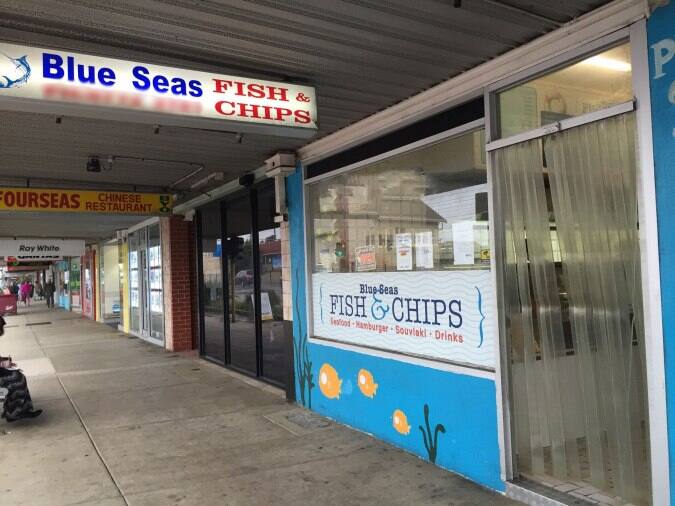 Blue Seas FISH &
CHIPS
FOURSEAS CHINESE
RESTAURANT
Ray White
Blue Seas
FISH & CHIPS
Seafood - Hamburger - Souvlaki - Drinks
P